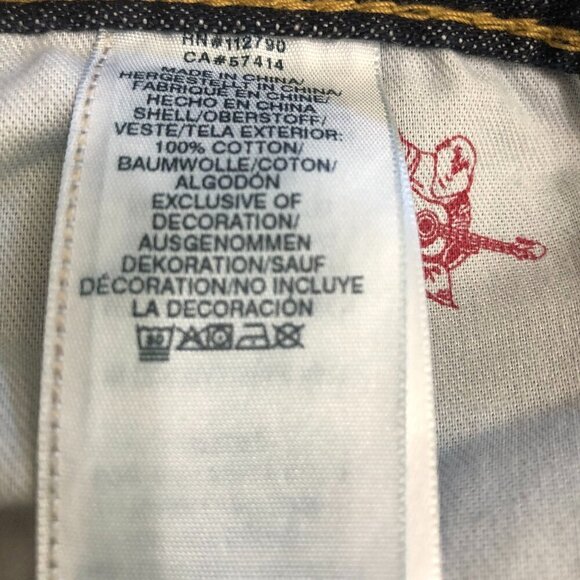 RN#112790
CA#57414
MADE IN CHINA/
HERGESTELLT IN CHINA/
FABRIQUÉ EN CHINE/
HECHO EN CHINA
SHELL/OBERSTOFF/
VESTE/TELA EXTERIOR:
100% COTTON/
BAUMWOLLE/COTON/
ALGODÓN
EXCLUSIVE OF
DECORATION/
AUSGENOMMEN
DEKORATION/SAUF
DÉCORATION/NO INCLUYE
LA DECORACIÓN
30